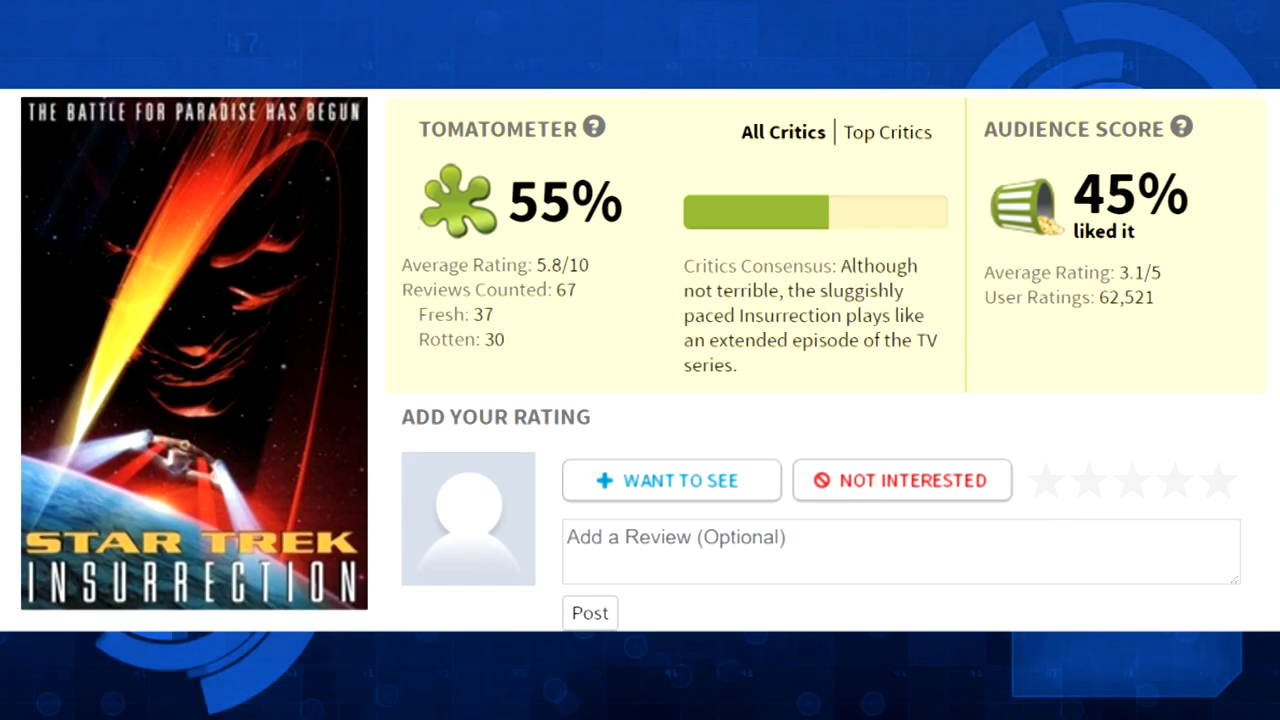 47
THE BATTLE FOR PARADISE HAS BEGUN
STAR TREK
INSURRECTION
TOMATOMETER ?
All Critics | Top Critics
55%
Average Rating: 5.8/10
Reviews Counted: 67
Fresh: 37
Rotten: 30
Critics Consensus: Although
not terrible, the sluggishly
paced Insurrection plays like
an extended episode of the TV
series.
AUDIENCE SCORE ?
45%
liked it
Average Rating: 3.1/5
User Ratings: 62,521
ADD YOUR RATING
WANT TO SEE
NOT INTERESTED
Add a Review (Optional)
Post